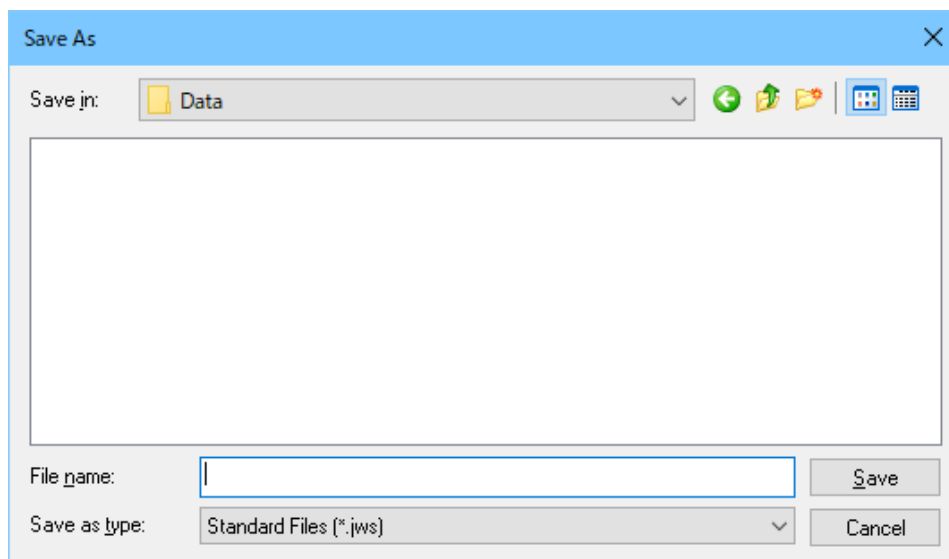 Save As
Save in:
Data
File name:
Save
Save as type:
Standard Files (*.jws)
Cancel